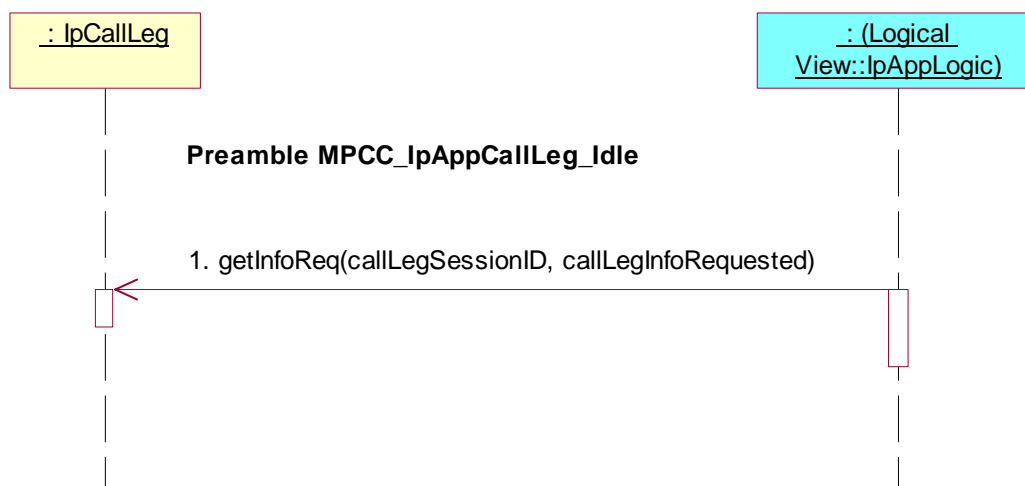 : IpCallLeg
: (Logical
View::IpAppLogic)
Preamble MPCC_IpAppCallLeg_Idle
1. getInfoReq(callLegSessionID, callLegInfoRequested)